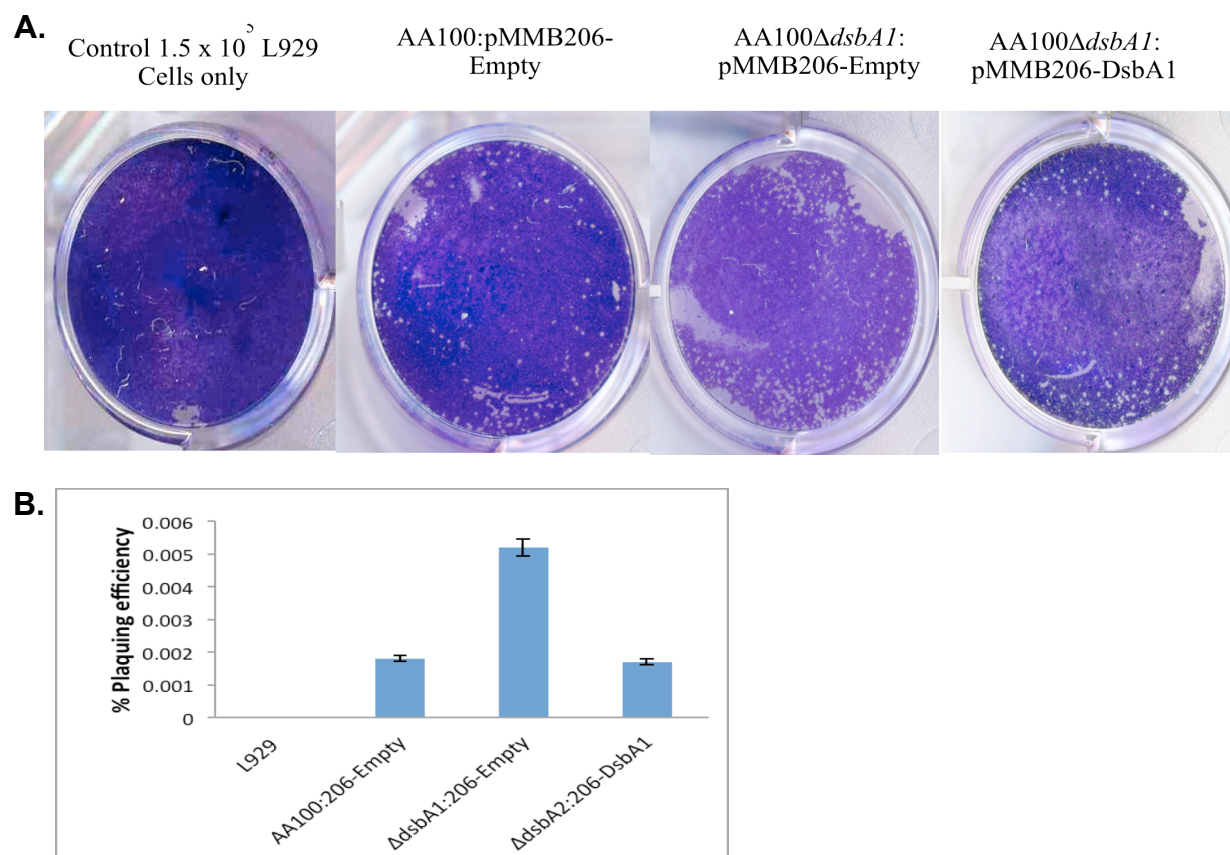 A.
Control 1.5 x 10⁵ L929
Cells only
AA100:pMMB206-
Empty
AA100ΔdsbA1:
pMMB206-Empty
AA100ΔdsbA1:
pMMB206-DsbA1
B.
% Plaquing efficiency
0.006
0.005
0.004
0.003
0.002
0.001
0
L929
AA100:206-Empty
ΔdsbA1:206-Empty
ΔdsbA2:206-DsbA1